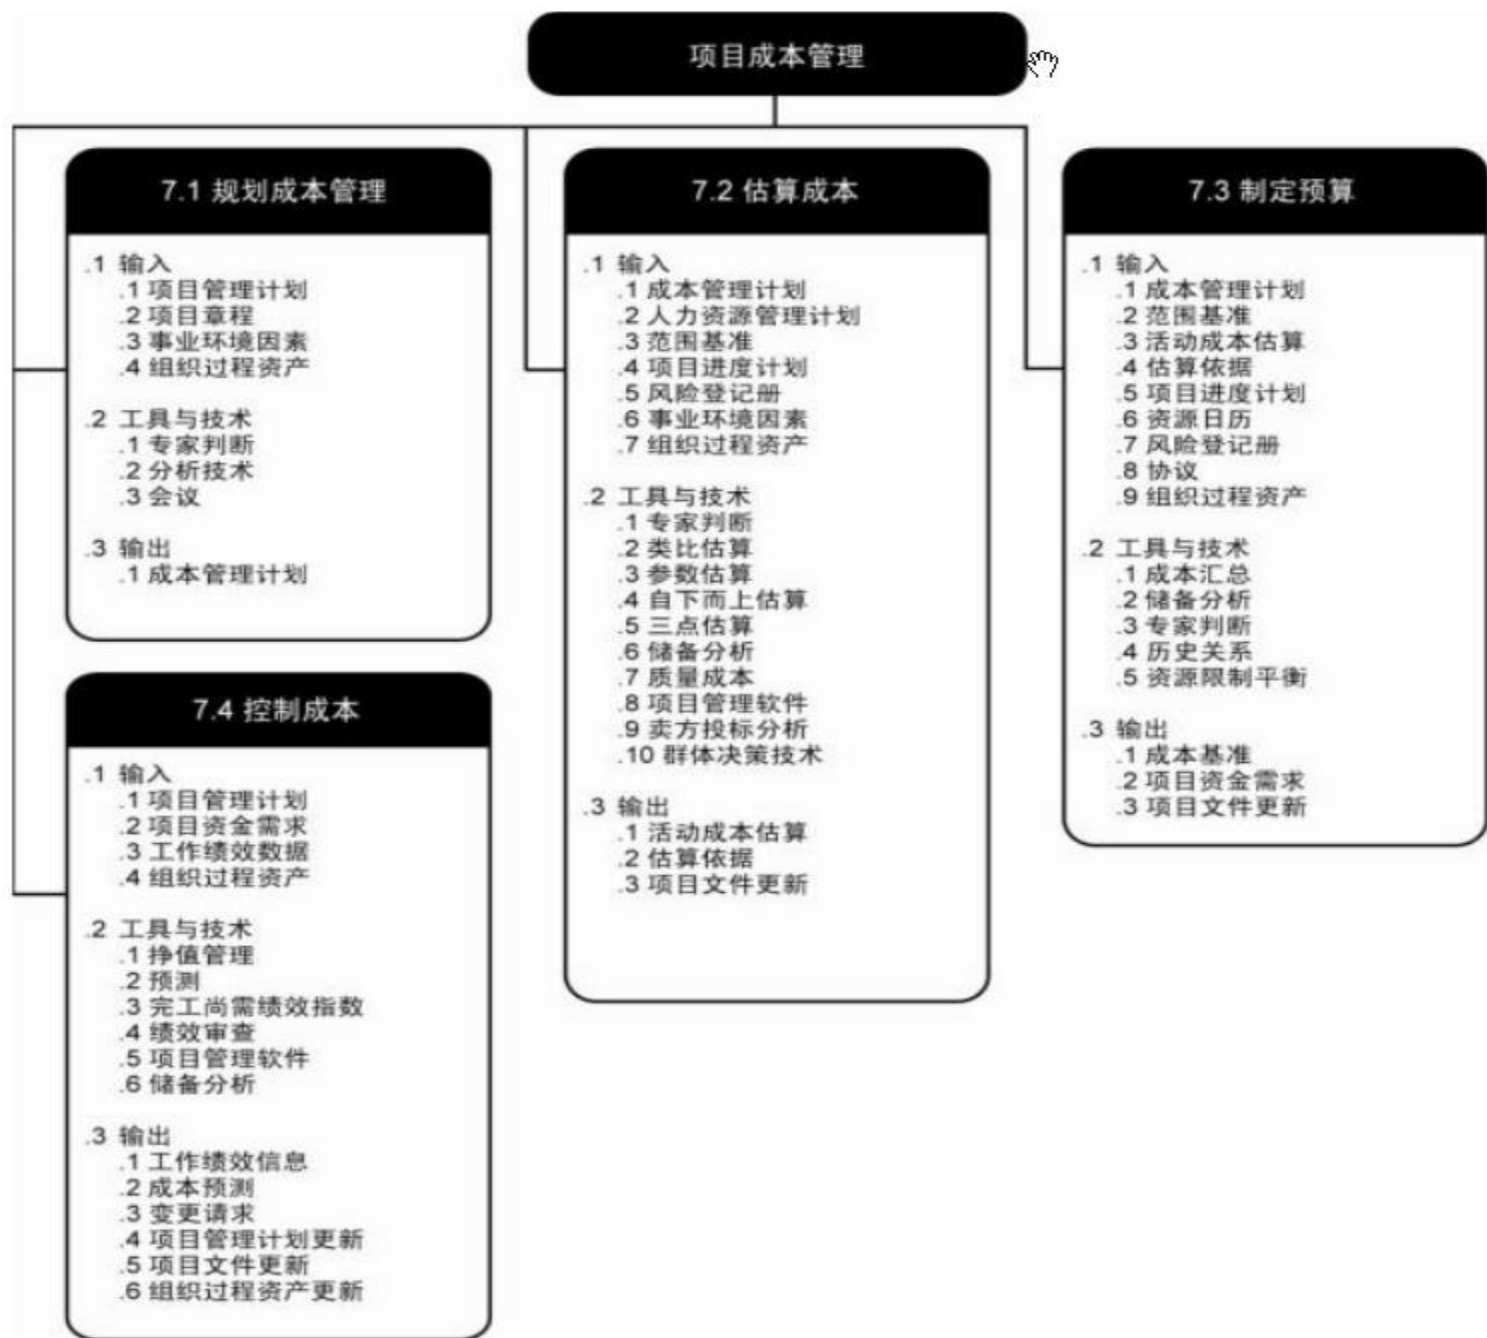 项目成本管理
7.1 规划成本管理
.1 输入
.1 项目管理计划
.2 项目章程
.3 事业环境因素
.4 组织过程资产
.2 工具与技术
.1 专家判断
.2 分析技术
.3 会议
.3 输出
.1 成本管理计划
7.2 估算成本
.1 输入
.1 成本管理计划
.2 人力资源管理计划
.3 范围基准
.4 项目进度计划
.5 风险登记册
.6 事业环境因素
.7 组织过程资产
.2 工具与技术
.1 专家判断
.2 类比估算
.3 参数估算
.4 自下而上估算
.5 三点估算
.6 储备分析
.7 质量成本
.8 项目管理软件
.9 卖方投标分析
.10 群体决策技术
.3 输出
.1 活动成本估算
.2 估算依据
.3 项目文件更新
7.3 制定预算
.1 输入
.1 成本管理计划
.2 范围基准
.3 活动成本估算
.4 估算依据
.5 项目进度计划
.6 资源日历
.7 风险登记册
.8 协议
.9 组织过程资产
.2 工具与技术
.1 成本汇总
.2 储备分析
.3 专家判断
.4 历史关系
.5 资源限制平衡
.3 输出
.1 成本基准
.2 项目资金需求
.3 项目文件更新
7.4 控制成本
.1 输入
.1 项目管理计划
.2 项目资金需求
.3 工作绩效数据
.4 组织过程资产
.2 工具与技术
.1 挣值管理
.2 预测
.3 完工尚需绩效指数
.4 绩效审查
.5 项目管理软件
.6 储备分析
.3 输出
.1 工作绩效信息
.2 成本预测
.3 变更请求
.4 项目管理计划更新
.5 项目文件更新
.6 组织过程资产更新